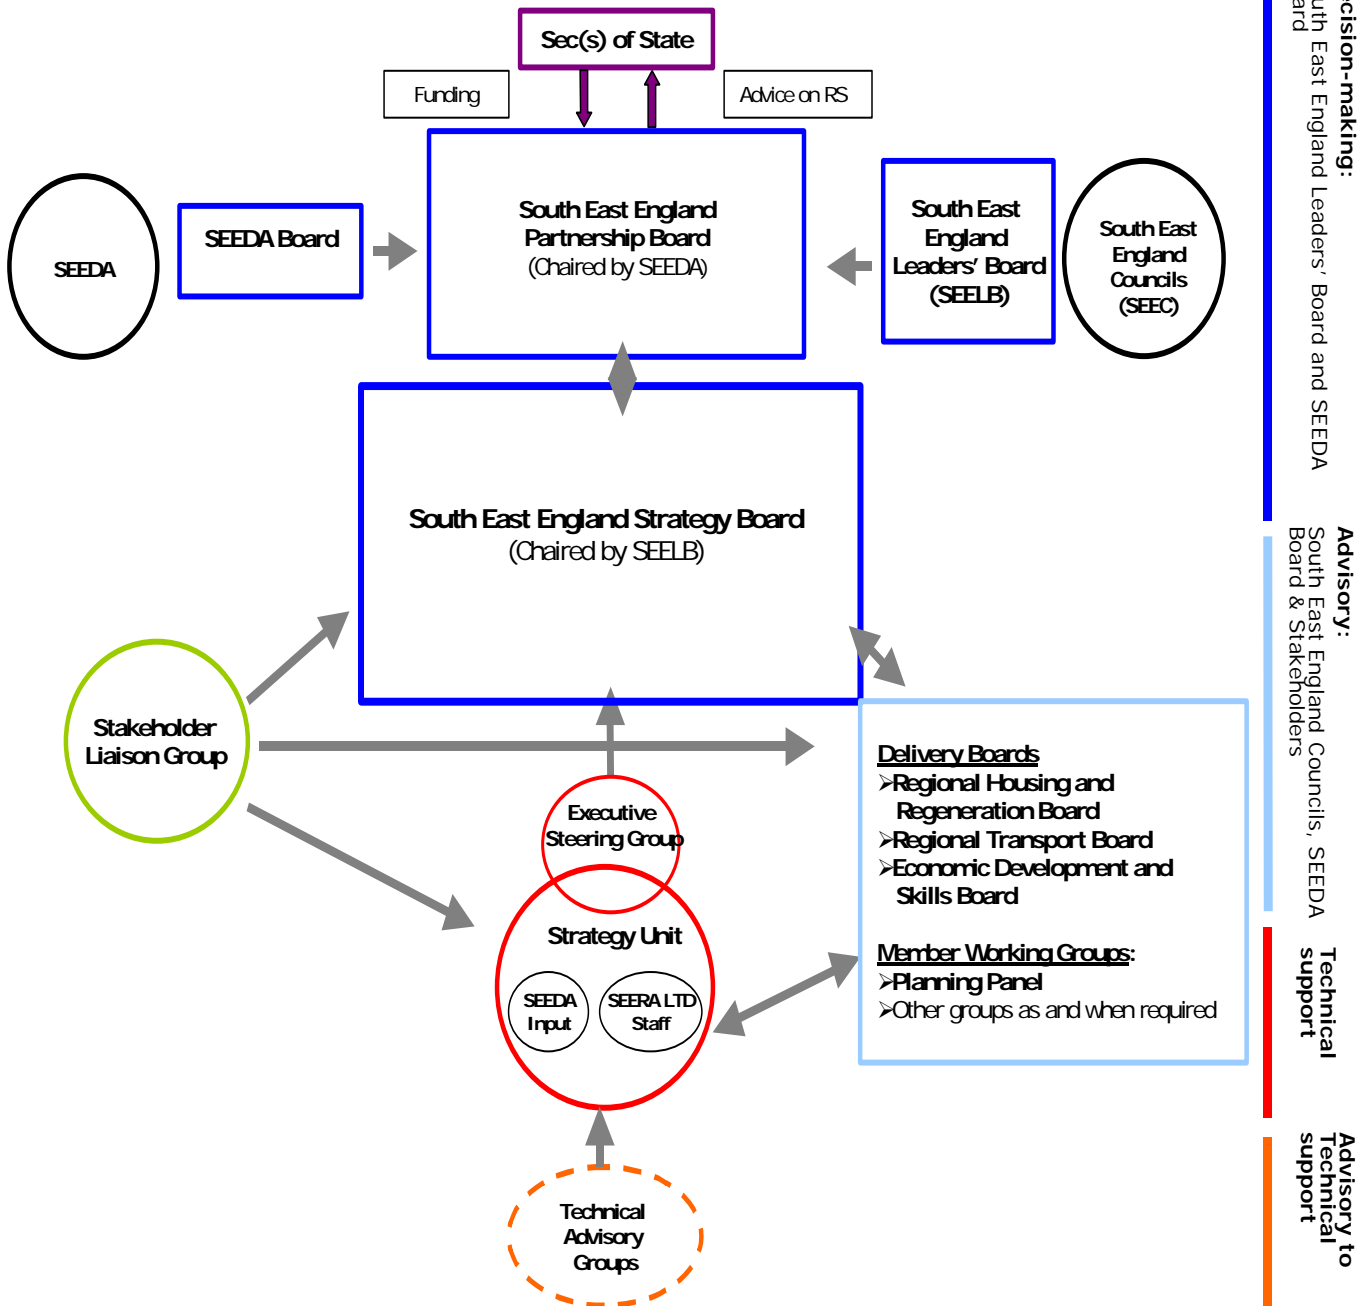 Sec(s) of State
Funding
Advice on RS
SEEDA
SEEDA Board
South East England
Partnership Board
(Chaired by SEEDA)
South East
England
Leaders' Board
(SEELB)
South East
England
Councils
(SEEC)
South East England Strategy Board
(Chaired by SEELB)
Stakeholder
Liaison Group
Executive
Steering Group
Strategy Unit
SEEDA
Input
SEERA LTD
Staff
Technical
Advisory
Groups
Delivery Boards
➢Regional Housing and
Regeneration Board
➢Regional Transport Board
➢Economic Development and
Skills Board
Member Working Groups:
➢Planning Panel
➢Other groups as and when required
ecision-making:
uth East England Leaders' Board and SEEDA
ard
Advisory:
South East England Councils, SEEDA
Board & Stakeholders
Technical
support
Advisory to
Technical
support